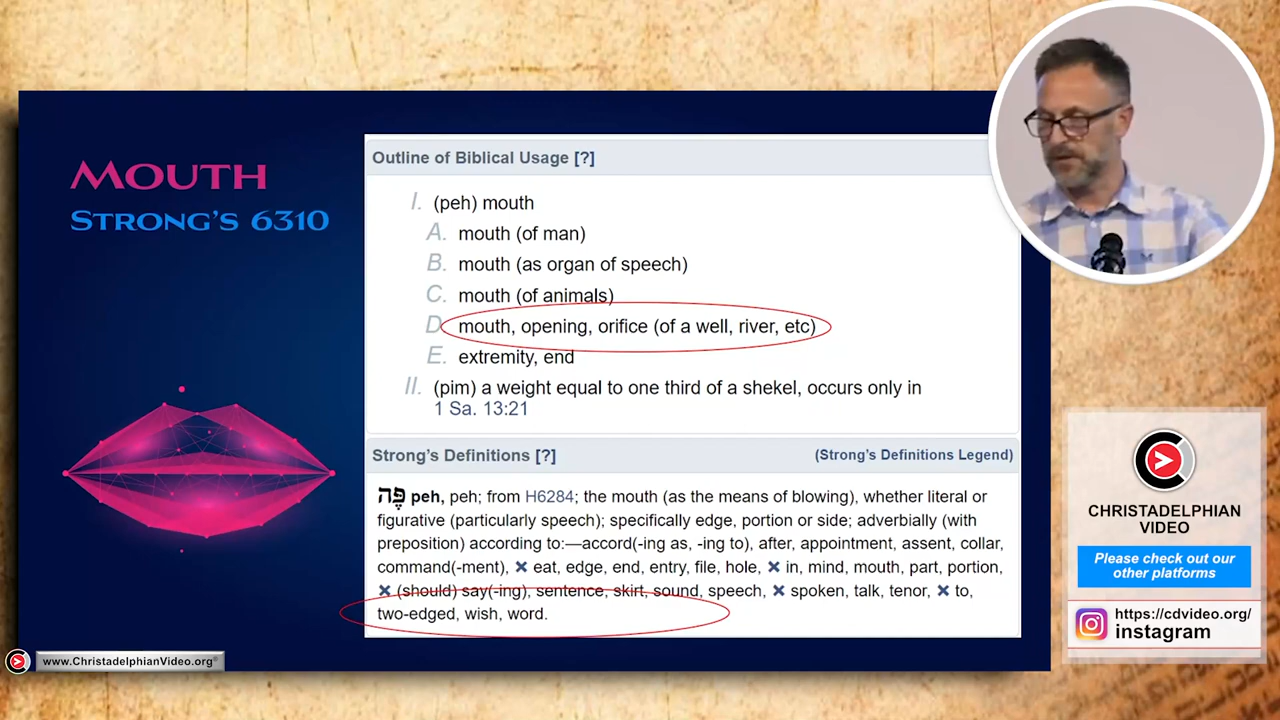 MOUTH
STRONG'S 6310
Outline of Biblical Usage [?]
I. (peh) mouth
A. mouth (of man)
B. mouth (as organ of speech)
C. mouth (of animals)
D. mouth, opening, orifice (of a well, river, etc)
E. extremity, end
II. (pim) a weight equal to one third of a shekel, occurs only in
1 Sa. 13:21
Strong's Definitions [?] (Strong's Definitions Legend)
פֶּה peh, peh; from H6284; the mouth (as the means of blowing), whether literal or
figurative (particularly speech); specifically edge, portion or side; adverbially (with
preposition) according to:—accord(-ing as, -ing to), after, appointment, assent, collar,
command(-ment), × eat, edge, end, entry, file, hole, × in, mind, mouth, part, portion,
× (should) say(-ing), sentence, skirt, sound, speech, × spoken, talk, tenor, × to,
two-edged, wish, word.
CHRISTADELPHIAN
VIDEO
Please check out our
other platforms
https://cdvideo.org/
instagram
www.ChristadelphianVideo.org®